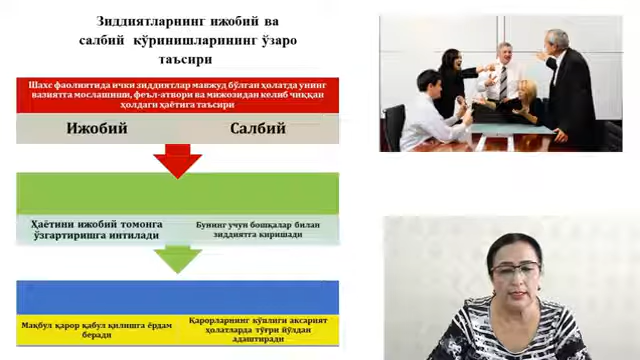 Зиддиятларнинг ижобий ва
салбий кўринишларининг ўзаро
таъсири
Шахс фаолиятида ички зиддиятлар мавжуд бўлган ҳолатда унинг
вазиятга мослашиши, феъл-атвори ва мижозидан келиб чиққан
ҳолдаги ҳаётига таъсири
Ижобий
Салбий
Ҳаётини ижобий томонга
ўзгартиришга интилади
Бунинг учун бошқалар билан
зиддиятга киришади
Мақбул қарор қабул қилишга ёрдам
беради
Қарорларнинг кўплиги аксарият
ҳолатларда тўғри йўлдан
адаштиради